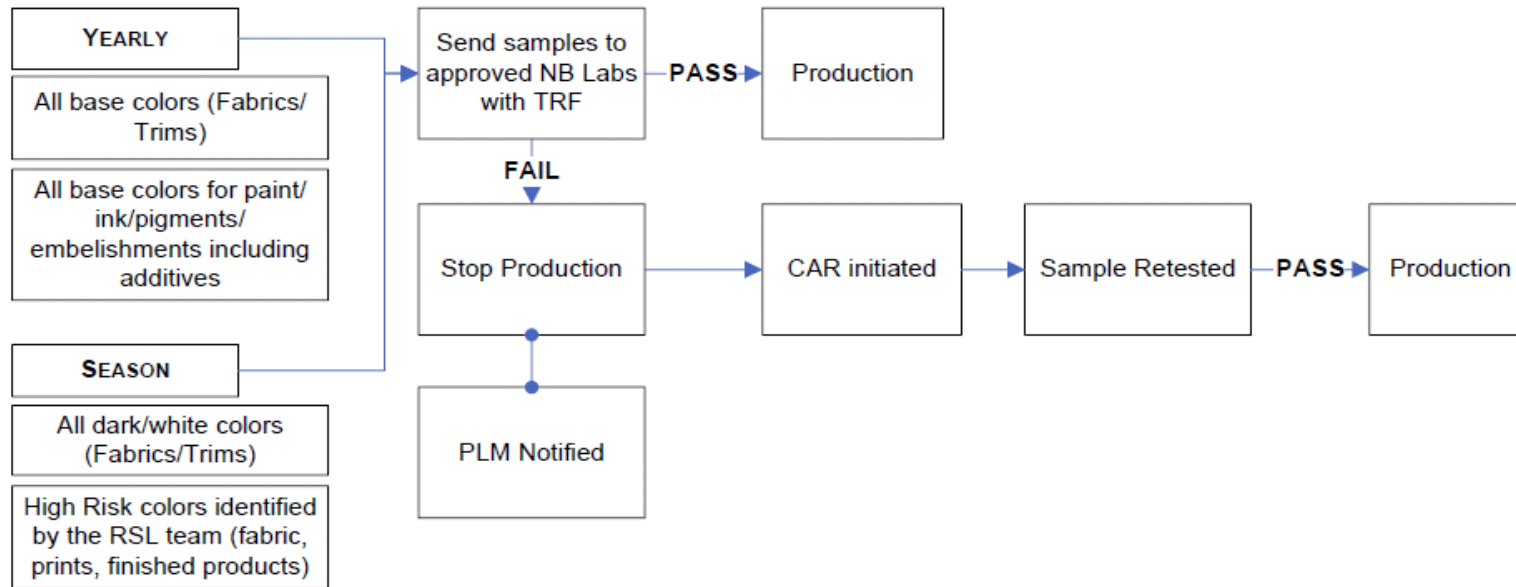 YEARLY
All base colors (Fabrics/
Trims)
All base colors for paint/
ink/pigments/
embelishments including
additives
SEASON
All dark/white colors
(Fabrics/Trims)
High Risk colors identified
by the RSL team (fabric,
prints, finished products)
Send samples to
approved NB Labs
with TRF
PASS
Production
FAIL
Stop Production
CAR initiated
Sample Retested
PASS
Production
PLM Notified